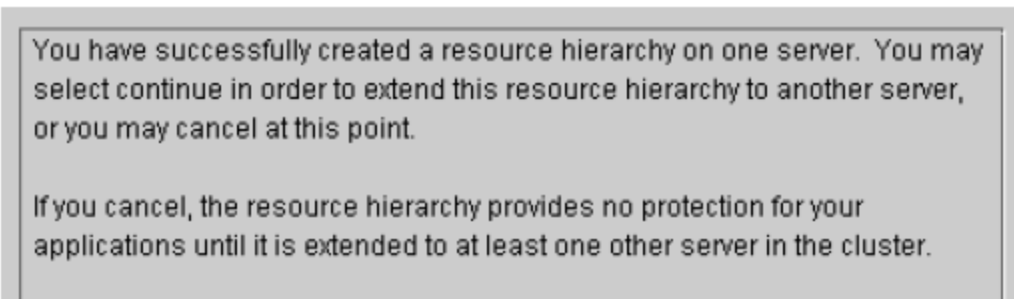 You have successfully created a resource hierarchy on one server.  You may
select continue in order to extend this resource hierarchy to another server,
or you may cancel at this point.
If you cancel, the resource hierarchy provides no protection for your
applications until it is extended to at least one other server in the cluster.